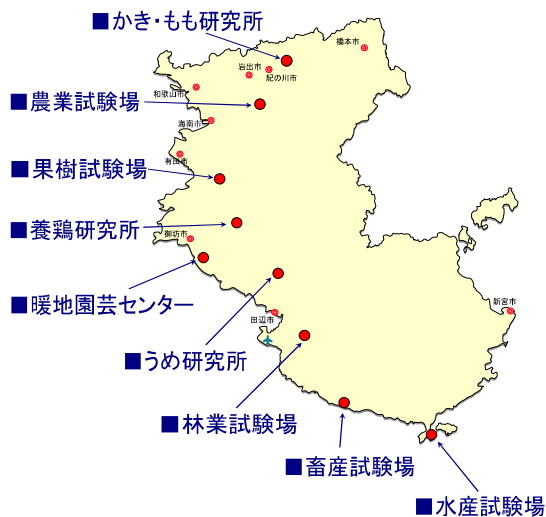 ■かき・もも研究所
橋本市
岩出市
紀の川市
和歌山市
■農業試験場
海南市
有田市
■果樹試験場
■養鶏研究所
御坊市
■暖地園芸センター
新宮市
田辺市
■うめ研究所
■林業試験場
■畜産試験場
■水産試験場